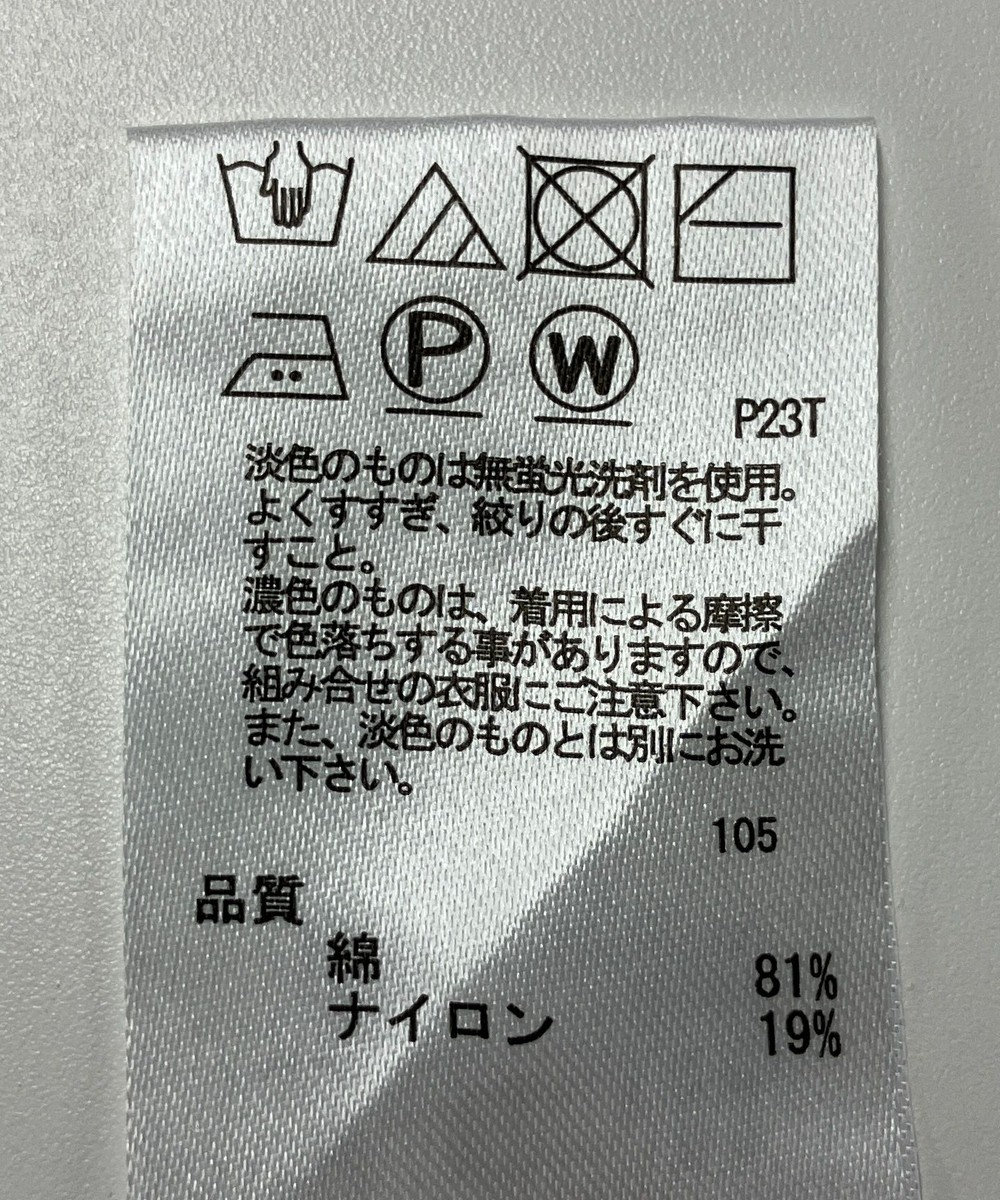 P
W
P23T
淡色のものは無蛍光洗剤を使用。
よくすすぎ、絞りの後すぐに干
すこと。
濃色のものは、着用による摩擦
で色落ちする事がありますので、
組み合せの衣服にご注意下さい。
また、淡色のものとは別にお洗
い下さい。
105
品質
綿 81%
ナイロン 19%